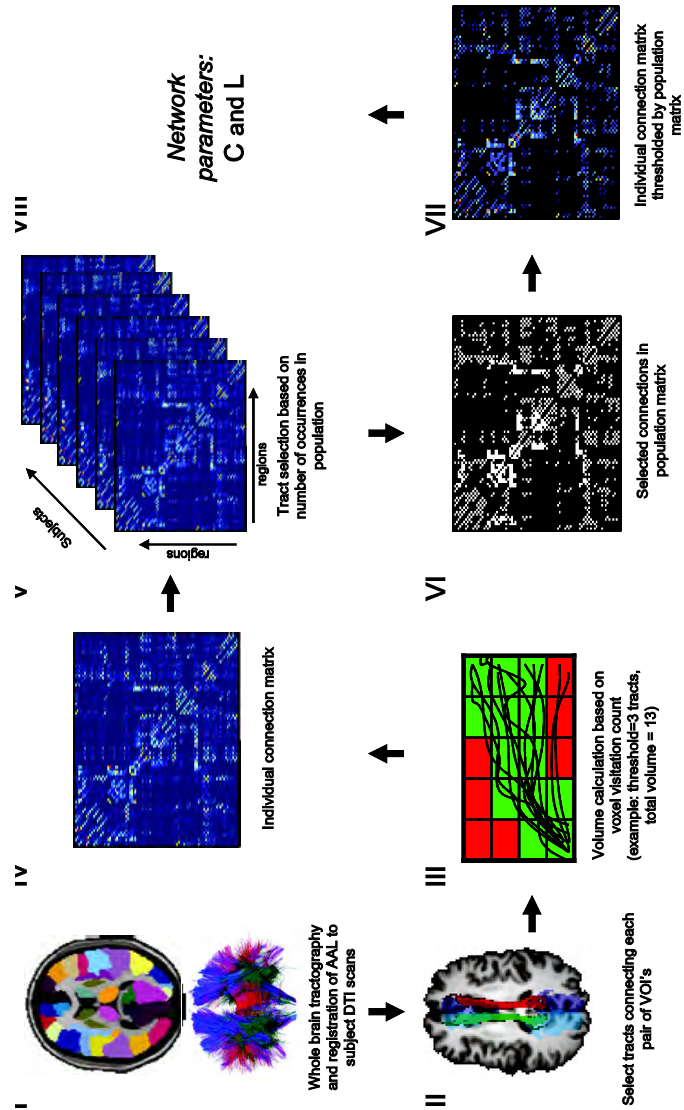 I
Whole brain tractography
and registration of AAL to
subject DTI scans
II
Select tracts connecting each
pair of VOI's
III
Volume calculation based on
voxel visitation count
(example: threshold=3 tracts,
total volume = 13)
IV
Individual connection matrix
V
Subjects
regions
regions
Tract selection based on
number of occurrences in
population
VI
Selected connections in
population matrix
VII
Individual connection matrix
thresholded by population
matrix
VIII
Network
parameters:
C and L